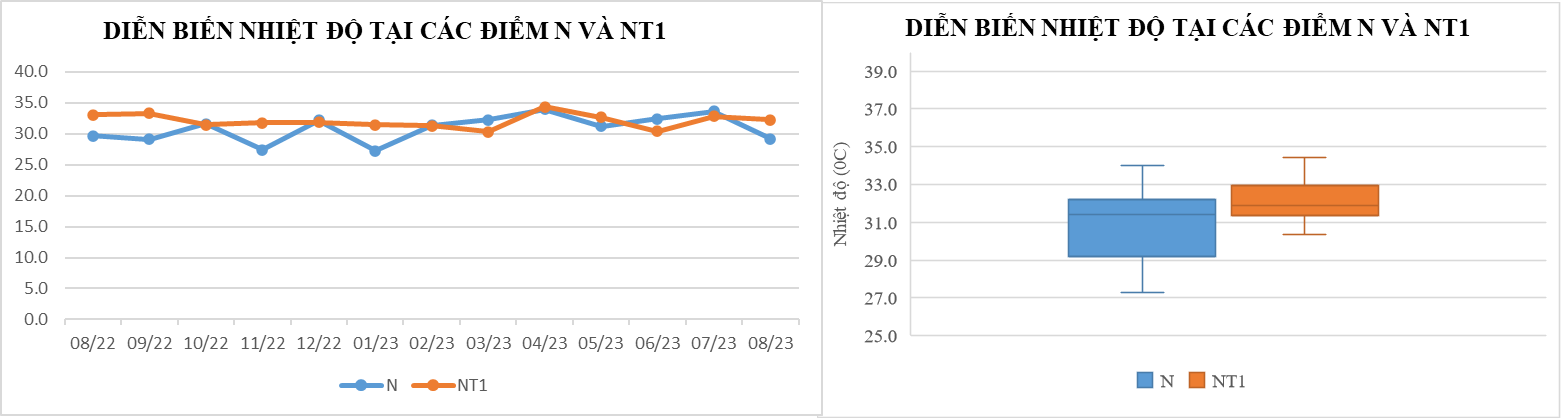 DIỄN BIẾN NHIỆT ĐỘ TẠI CÁC ĐIỂM N VÀ NT1
40.0
35.0
30.0
25.0
20.0
15.0
10.0
5.0
0.0
08/22 09/22 10/22 11/22 12/22 01/23 02/23 03/23 04/23 05/23 06/23 07/23 08/23
N NT1
DIỄN BIẾN NHIỆT ĐỘ TẠI CÁC ĐIỂM N VÀ NT1
Nhiệt độ (0C)
39.0
37.0
35.0
33.0
31.0
29.0
27.0
25.0
N NT1